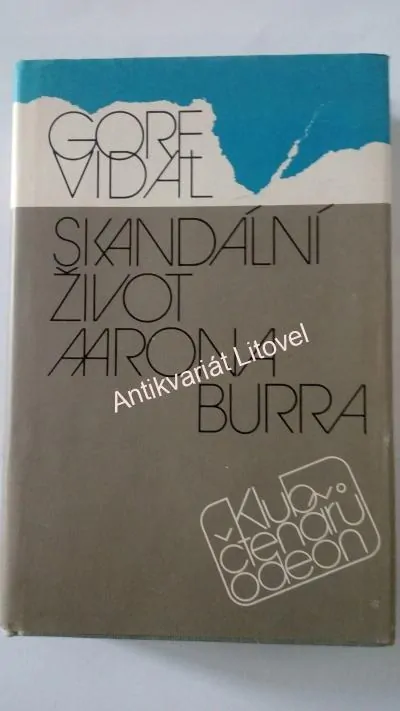 GORE
VIDAL
SKANDÁLNÍ
ŽIVOT
AARONA
BURRA
Antikvariát Litovel
Klub
čtenářů
odeon